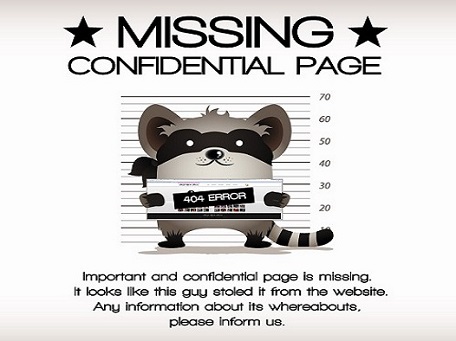 ★ MISSING ★
CONFIDENTIAL PAGE
70
60
50
40
30
20
404 ERROR
Important and confidential page is missing.
It looks like this guy stoled it from the website.
Any information about its whereabouts,
please inform us.